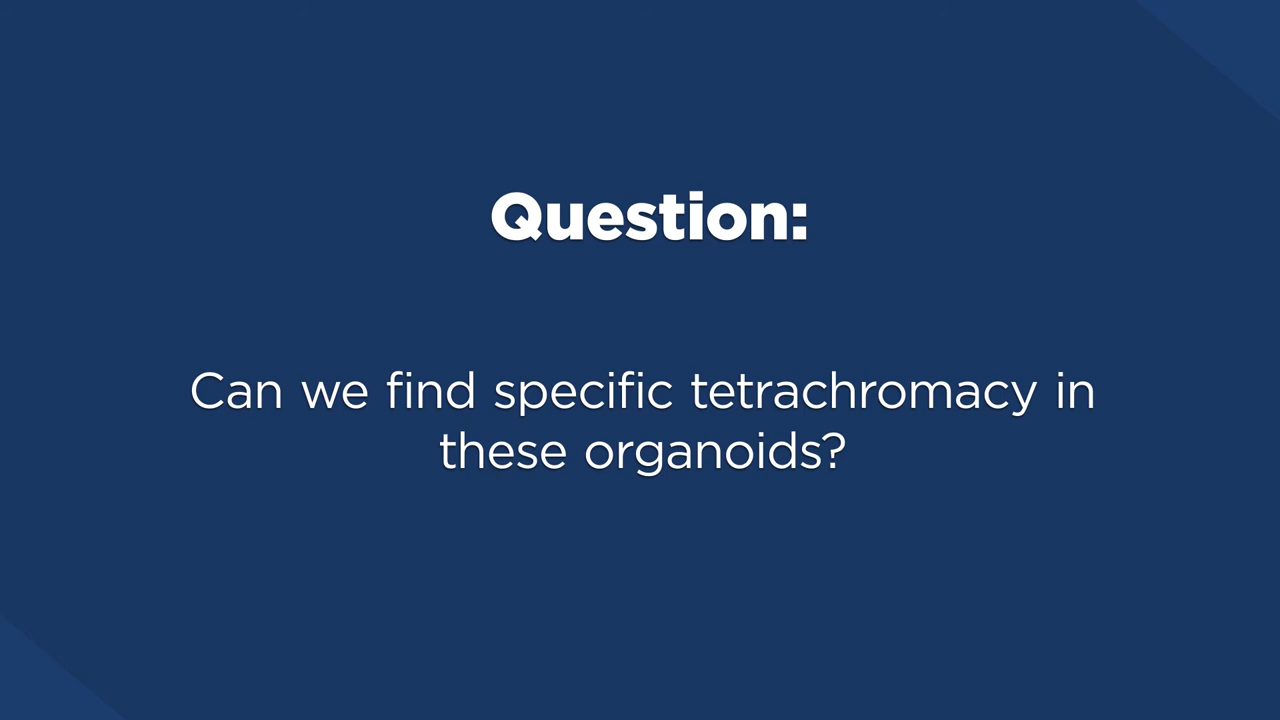 Question:
Can we find specific tetrachromacy in
these organoids?